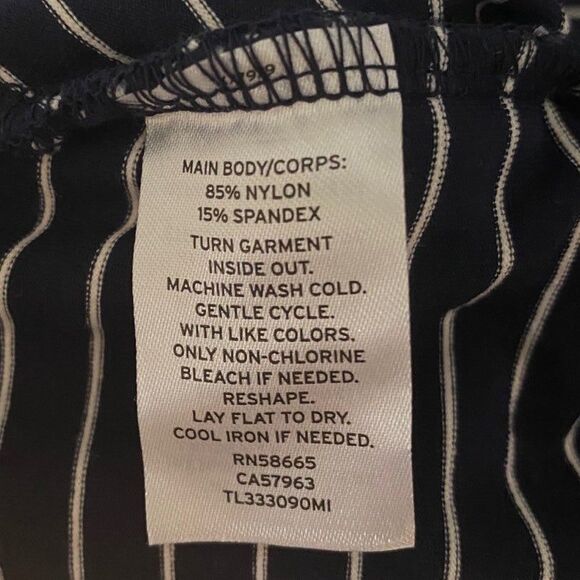 MAIN BODY/CORPS:
85% NYLON
15% SPANDEX
TURN GARMENT
INSIDE OUT.
MACHINE WASH COLD.
GENTLE CYCLE.
WITH LIKE COLORS.
ONLY NON-CHLORINE
BLEACH IF NEEDED.
RESHAPE.
LAY FLAT TO DRY.
COOL IRON IF NEEDED.
RN58665
CA57963
TL333090MI